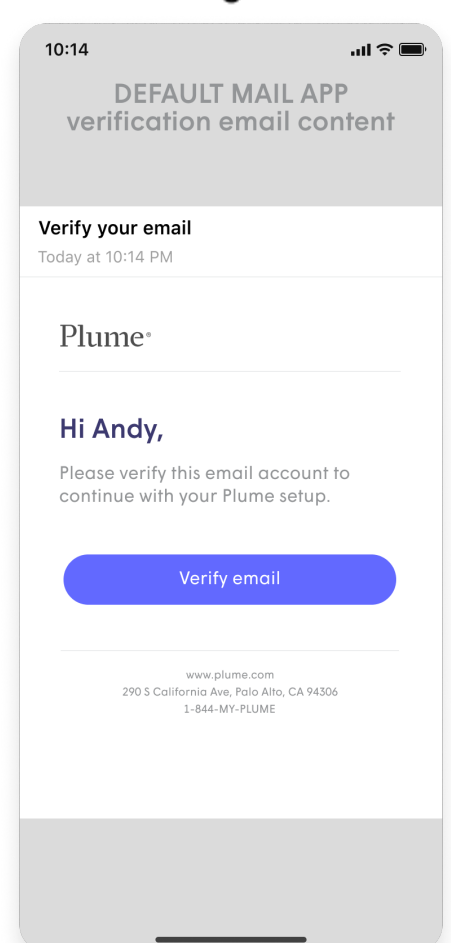 10:14
DEFAULT MAIL APP
verification email content
Verify your email
Today at 10:14 PM
Plume®
Hi Andy,
Please verify this email account to
continue with your Plume setup.
Verify email
www.plume.com
290 S California Ave, Palo Alto, CA 94306
1-844-MY-PLUME